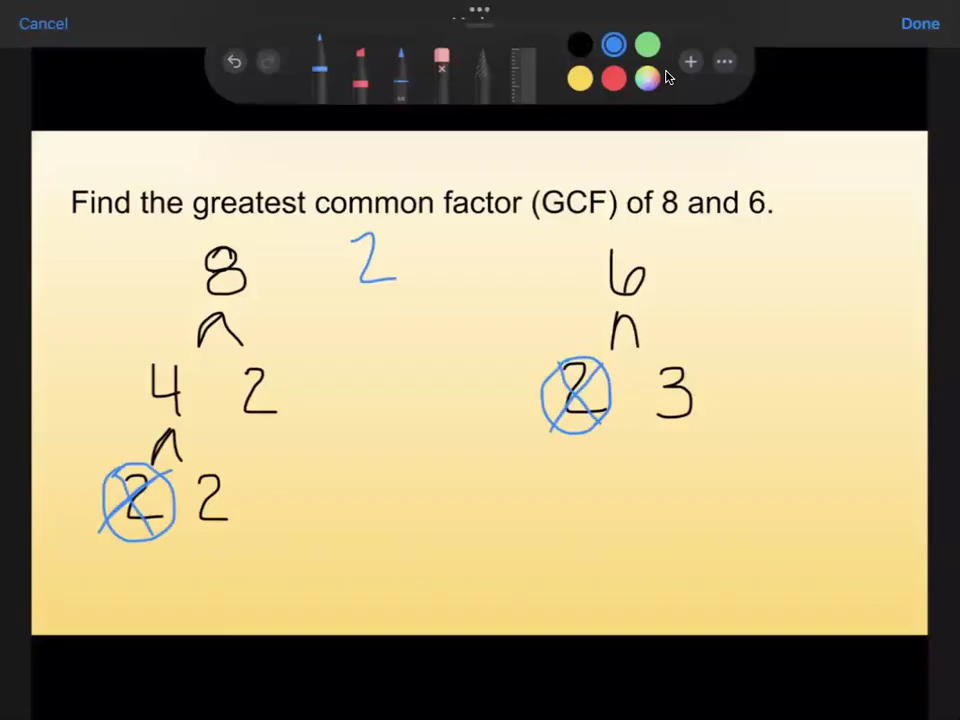 Cancel
Done
Find the greatest common factor (GCF) of 8 and 6.
8 2 6
4 2 2 3
2 2